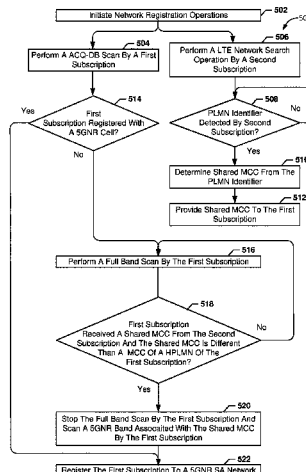 Initiate Network Registration Operations
502
504
506
Perform A ACQ-DB Scan By A First
Subscription
Perform A LTE Network Search
Operation By A Second
Subscription
514
508
Yes
First
Subscription Registered With
A 5GNR Cell?
No
PLMN Identifier
Detected By Second
Subscription?
No
Yes
Determine Shared MCC From The
PLMN Identifier
512
Provide Shared MCC To The First
Subscription
516
Perform A Full Band Scan By The First Subscription
518
First Subscription
Received A Shared MCC From The Second
Subscription And The Shared MCC Is Different
Than A MCC Of A HPLMN Of The
First Subscription?
No
Yes
520
Stop The Full Band Scan By The First Subscription And
Scan A 5GNR Band Assocaited With The Shared MCC
By The First Subscription
522
Register The First Subscription To A 5GNR SA Network